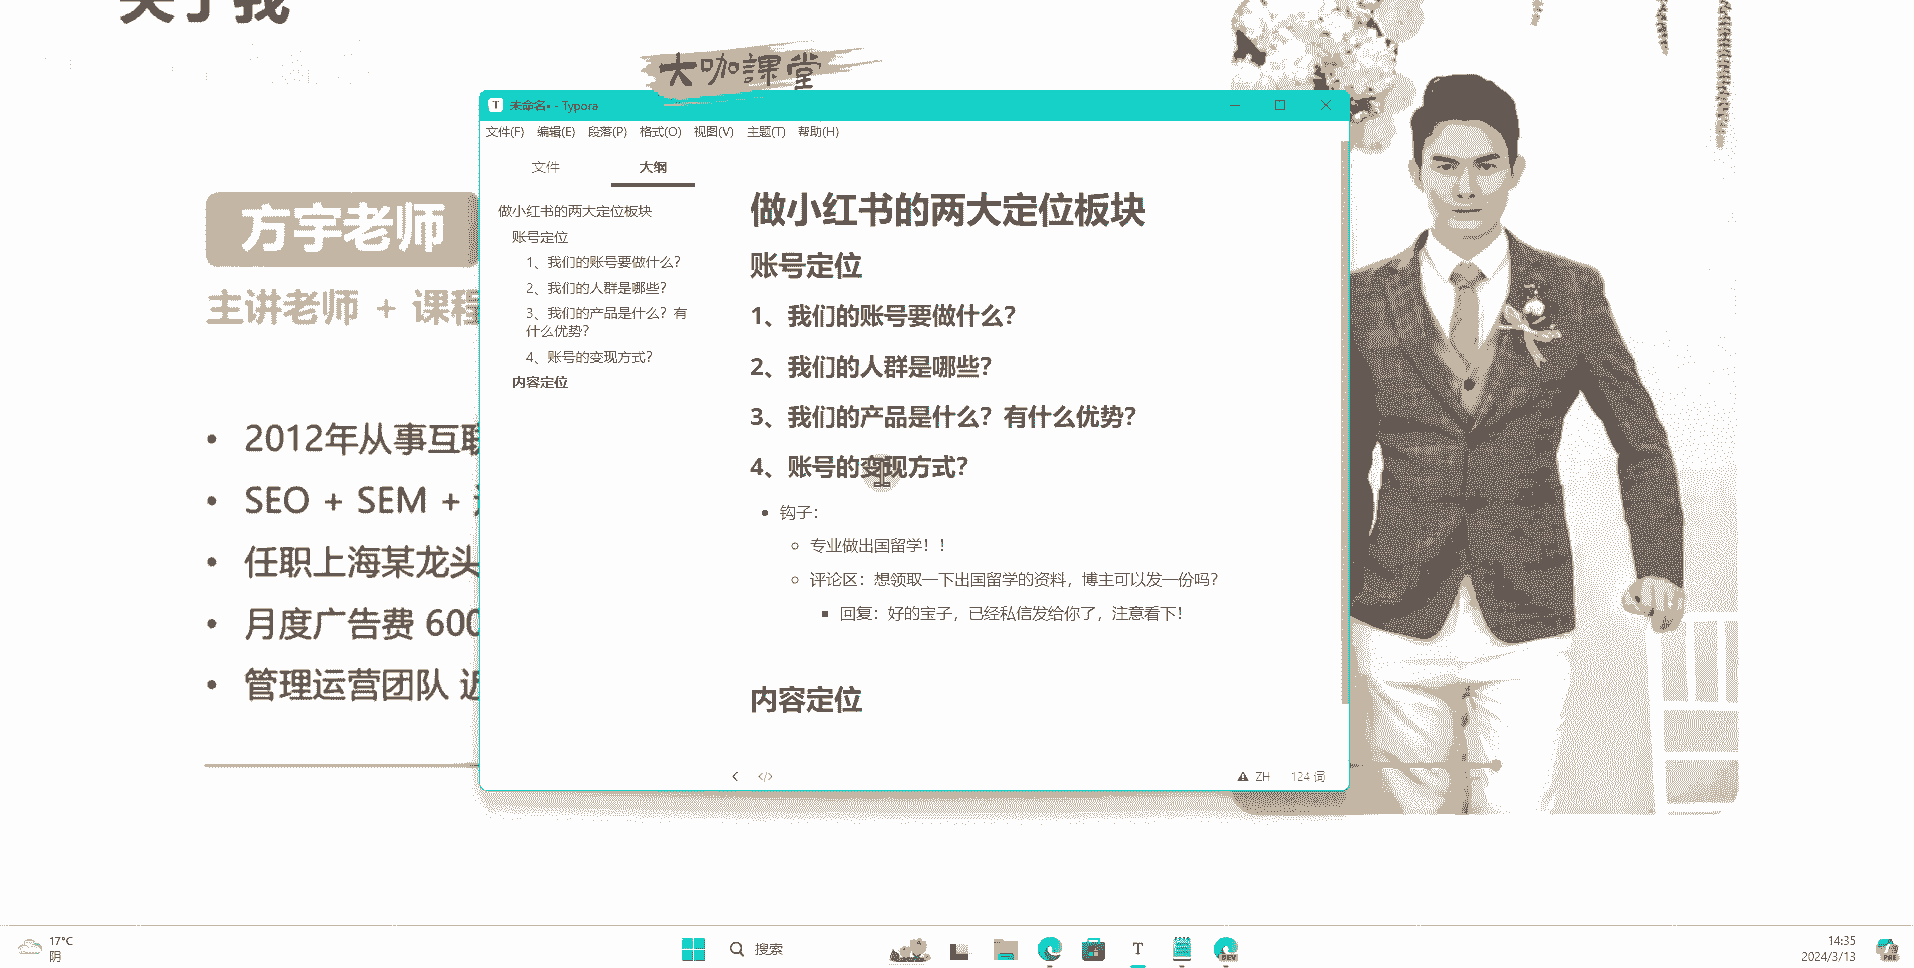 关于我
大咖課堂
方宇老师
主讲老师 + 课程
2012年从事互联
SEO + SEM +
任职上海某龙头
月度广告费 600
管理运营团队 近
未命名• - Typora
文件(F) 编辑(E) 段落(P) 格式(O) 视图(V) 主题(T) 帮助(H)
文件 大纲
做小红书的两大定位板块
账号定位
1、我们的账号要做什么?
2、我们的人群是哪些?
3、我们的产品是什么? 有
什么优势?
4、账号的变现方式?
内容定位
做小红书的两大定位板块
账号定位
1、我们的账号要做什么?
2、我们的人群是哪些?
3、我们的产品是什么? 有什么优势?
4、账号的变现方式?
钩子:
专业做出国留学! !
评论区: 想领取一下出国留学的资料, 博主可以发一份吗?
回复: 好的宝子, 已经私信发给你了, 注意看下!
内容定位
ZH 124 词
17°C
阴
搜索
T
DEV
14:35
2024/3/13
PRE